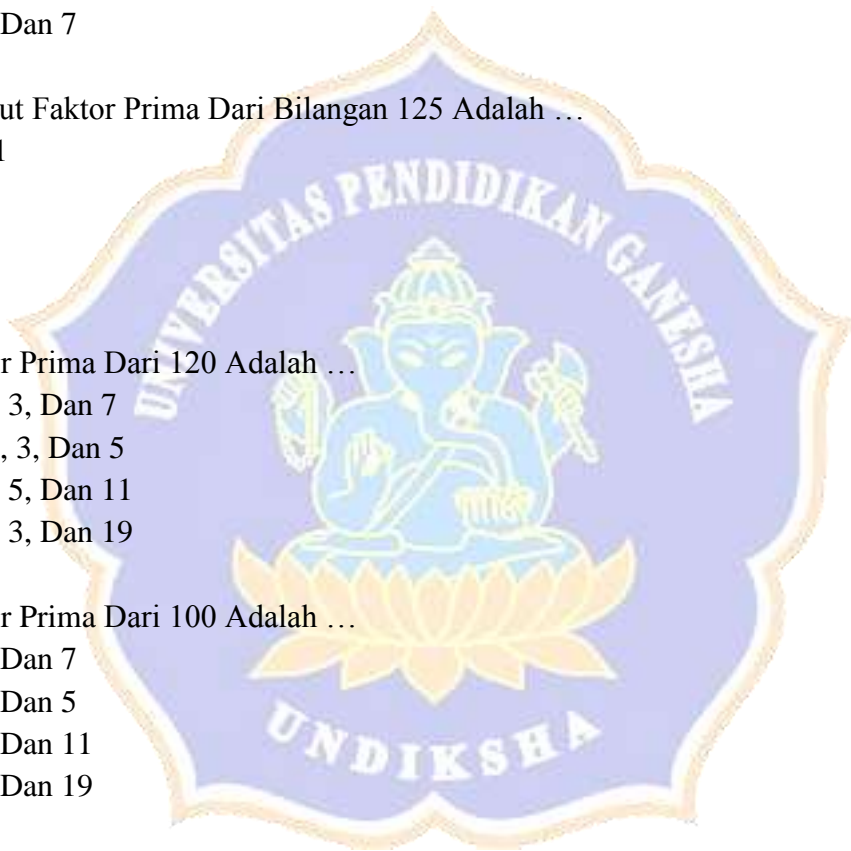 Dan 7
ut Faktor Prima Dari Bilangan 125 Adalah …
UNIVERSITAS PENDIDIKAN GANESHA
r Prima Dari 120 Adalah …
3, Dan 7
, 3, Dan 5
5, Dan 11
3, Dan 19
r Prima Dari 100 Adalah …
Dan 7
Dan 5
Dan 11
Dan 19
UNDIKSHA